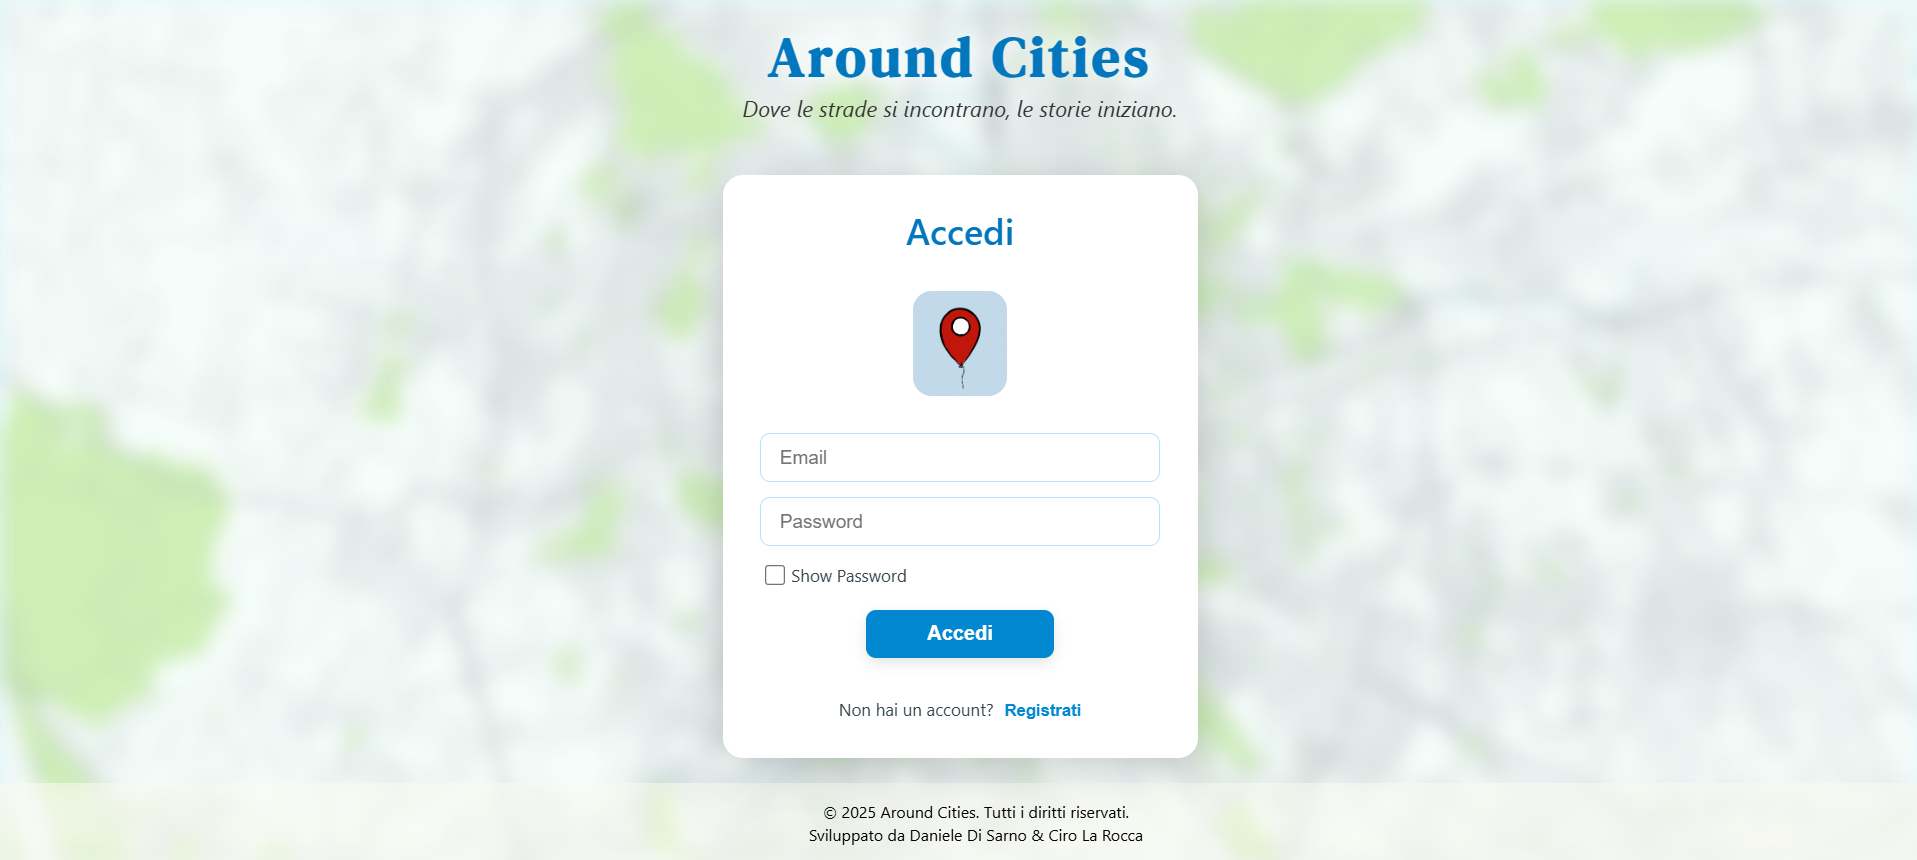 Around Cities
Dove le strade si incontrano, le storie iniziano.
Accedi
Email
Password
Show Password
Accedi
Non hai un account? Registrati
© 2025 Around Cities. Tutti i diritti riservati.
Sviluppato da Daniele Di Sarno & Ciro La Rocca